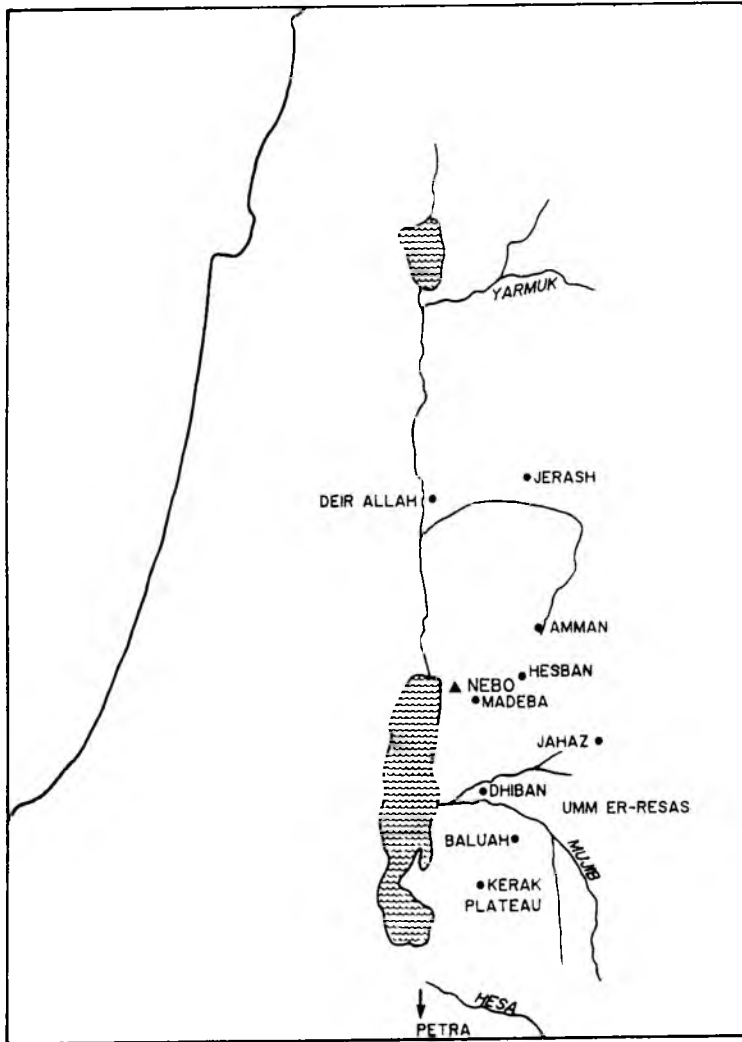 YARMUK
JERASH
DEIR ALLAH
AMMAN
HESBAN
NEBO
MADEBA
JAHAZ
DHIBAN
UMM ER-RESAS
BALUAH
MUJIB
KERAK
PLATEAU
HESA
PETRA